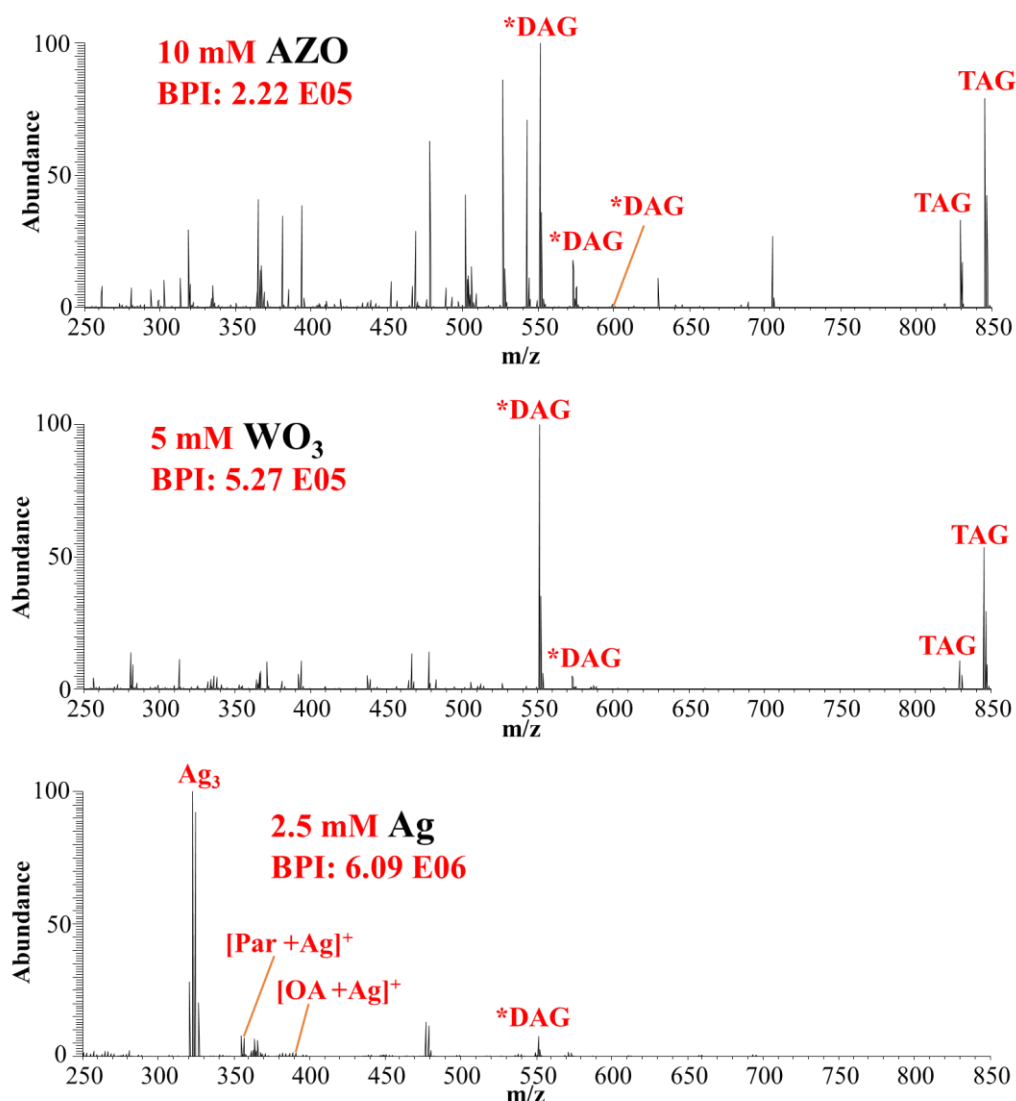 *DAG
100
10 mM AZO
BPI: 2.22 E05
TAG
Abundance
50
*DAG
TAG
*DAG
0
250 300 350 400 450 500 550 600 650 700 750 800 850
m/z
*DAG
100
5 mM WO₃
BPI: 5.27 E05
Abundance
50
TAG
TAG
*DAG
0
250 300 350 400 450 500 550 600 650 700 750 800 850
m/z
Ag₃
100
2.5 mM Ag
BPI: 6.09 E06
Abundance
50
[Par +Ag]⁺
[OA +Ag]⁺
*DAG
0
250 300 350 400 450 500 550 600 650 700 750 800 850
m/z